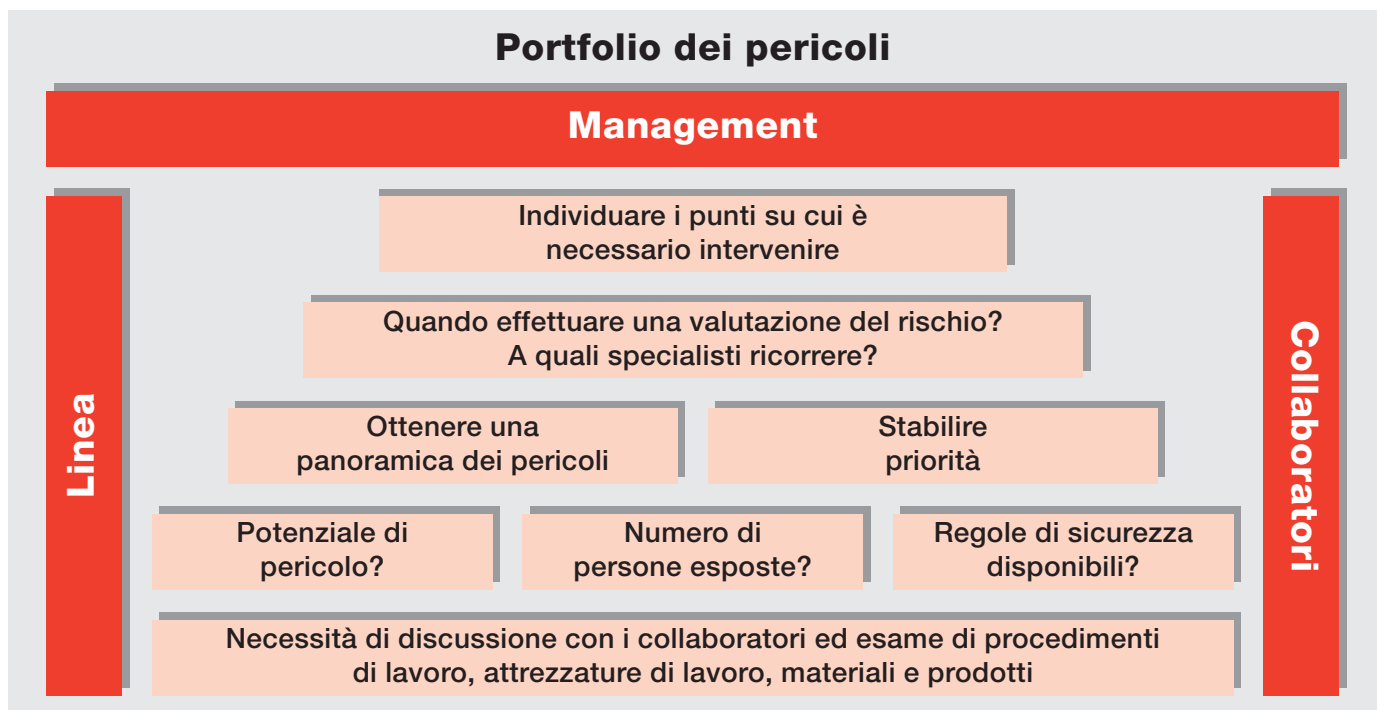 Portfolio dei pericoli
Management
Linea
Individuare i punti su cui è
necessario intervenire
Quando effettuare una valutazione del rischio?
A quali specialisti ricorrere?
Ottenere una
panoramica dei pericoli
Stabilire
priorità
Potenziale di
pericolo?
Numero di
persone esposte?
Regole di sicurezza
disponibili?
Necessità di discussione con i collaboratori ed esame di procedimenti
di lavoro, attrezzature di lavoro, materiali e prodotti
Collaboratori